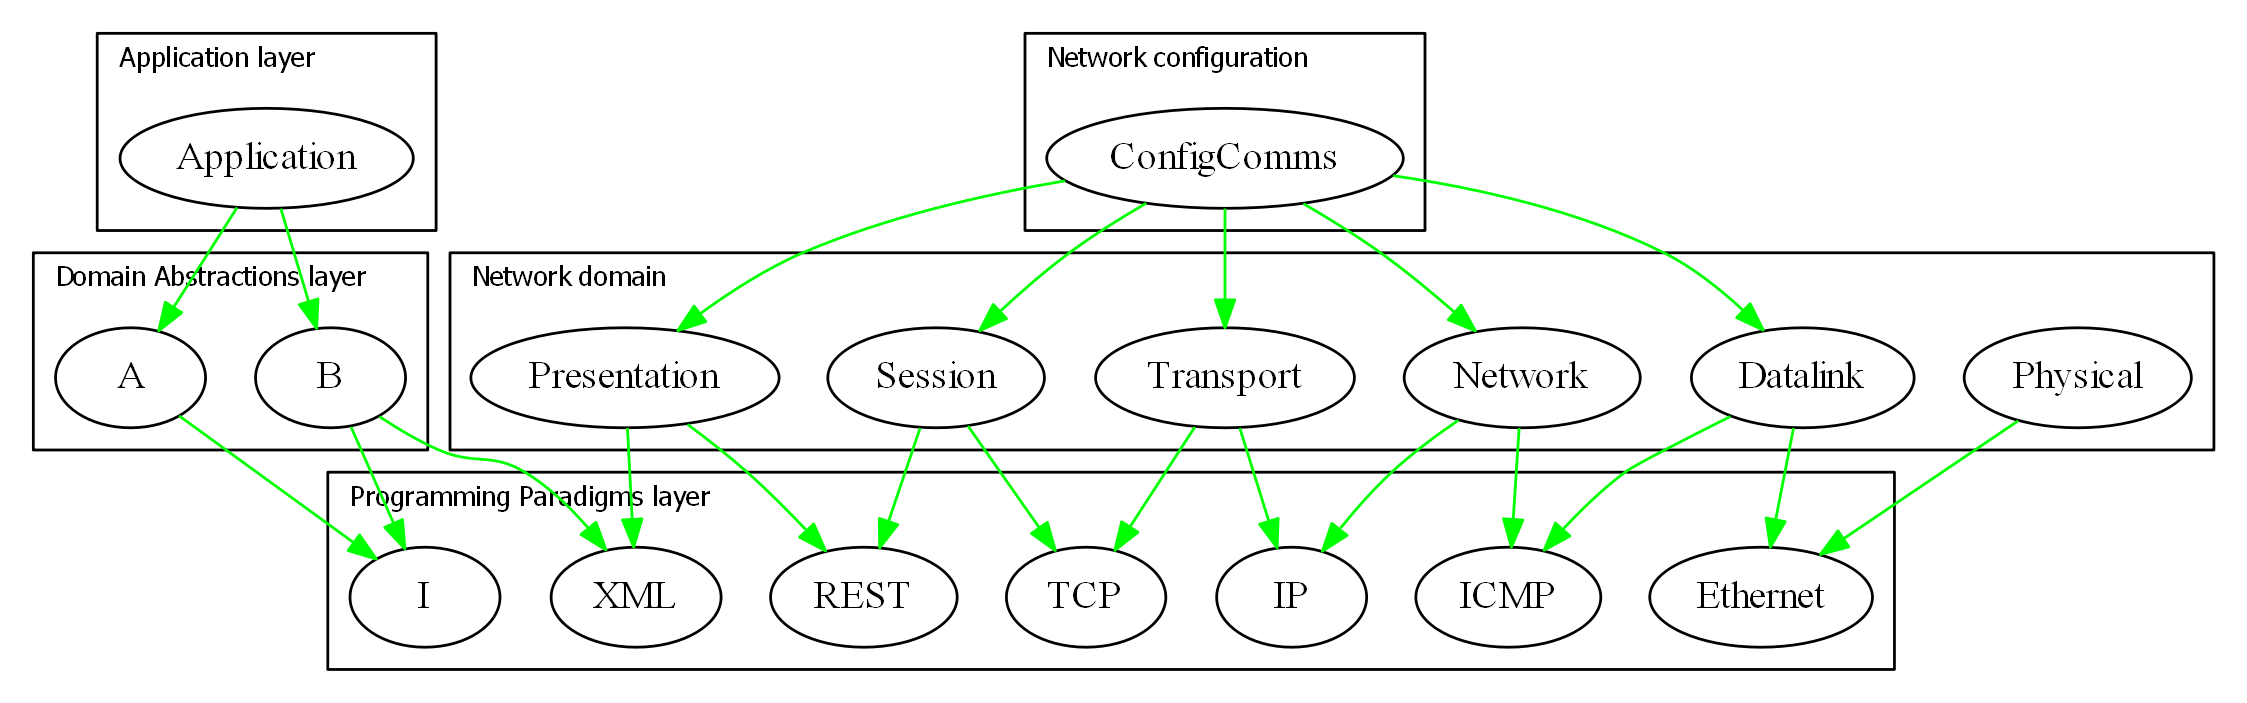 Application layer
Network configuration
Application
ConfigComms
Domain Abstractions layer
Network domain
A
B
Presentation
Session
Transport
Network
Datalink
Physical
Programming Paradigms layer
I
XML
REST
TCP
IP
ICMP
Ethernet